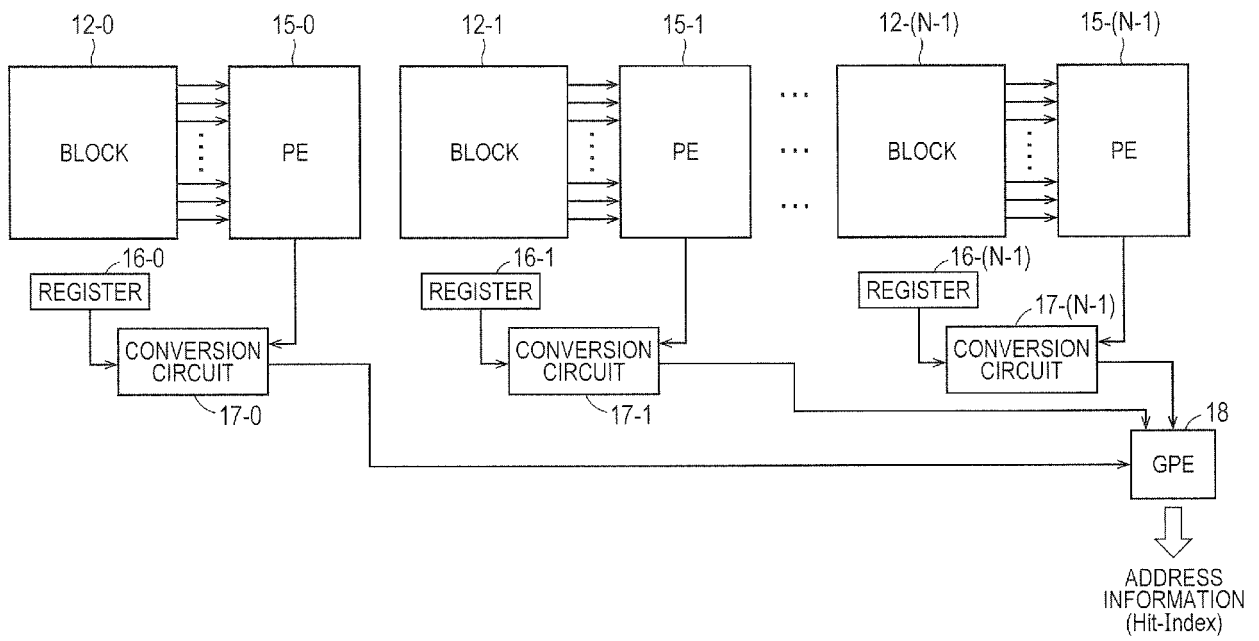 12-0
15-0
12-1
15-1
12-(N-1)
15-(N-1)
BLOCK
PE
BLOCK
PE
BLOCK
PE
16-0
16-1
16-(N-1)
REGISTER
REGISTER
REGISTER
17-(N-1)
CONVERSION
CIRCUIT
CONVERSION
CIRCUIT
CONVERSION
CIRCUIT
17-0
17-1
18
GPE
ADDRESS
INFORMATION
(Hit-Index)